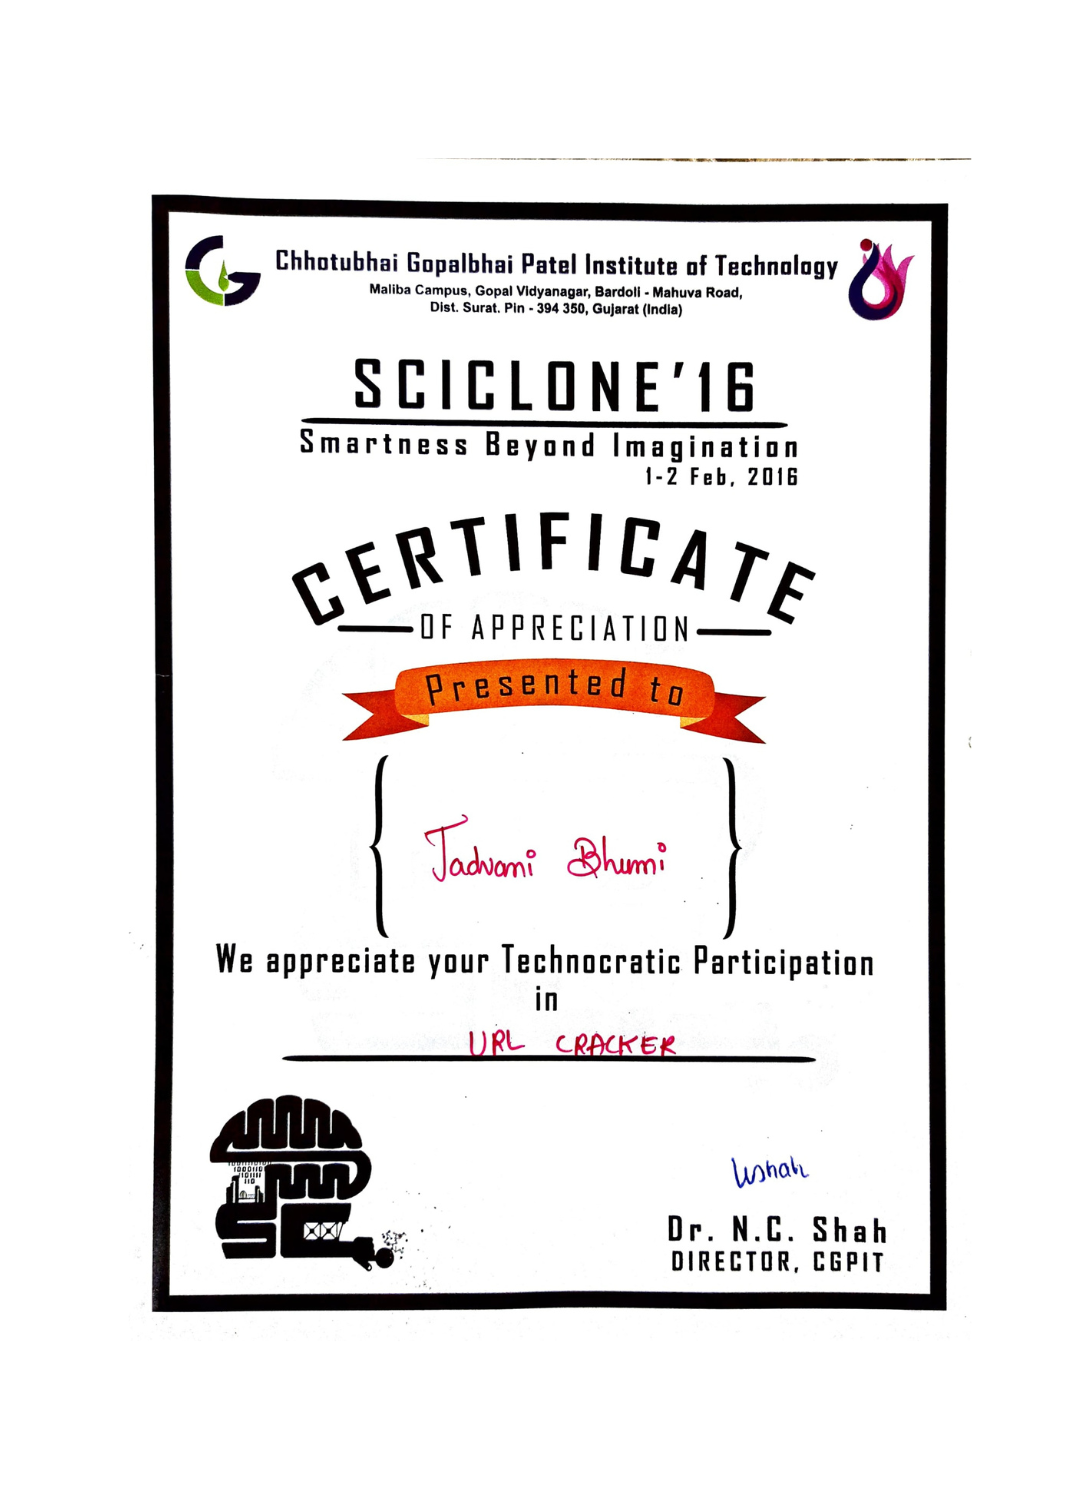 Chhotubhai Gopalbhai Patel Institute of Technology
Maliba Campus, Gopal Vidyanagar, Bardoli - Mahuva Road,
Dist. Surat. Pin - 394 350, Gujarat (India)
SCICLONE'16
Smartness Beyond Imagination
1-2 Feb, 2016
CERTIFICATE
OF APPRECIATION
Presented to
Jadvani Bhumi
We appreciate your Technocratic Participation
in
URL CRACKER
SC
Dr. N.C. Shah
DIRECTOR, CGPIT